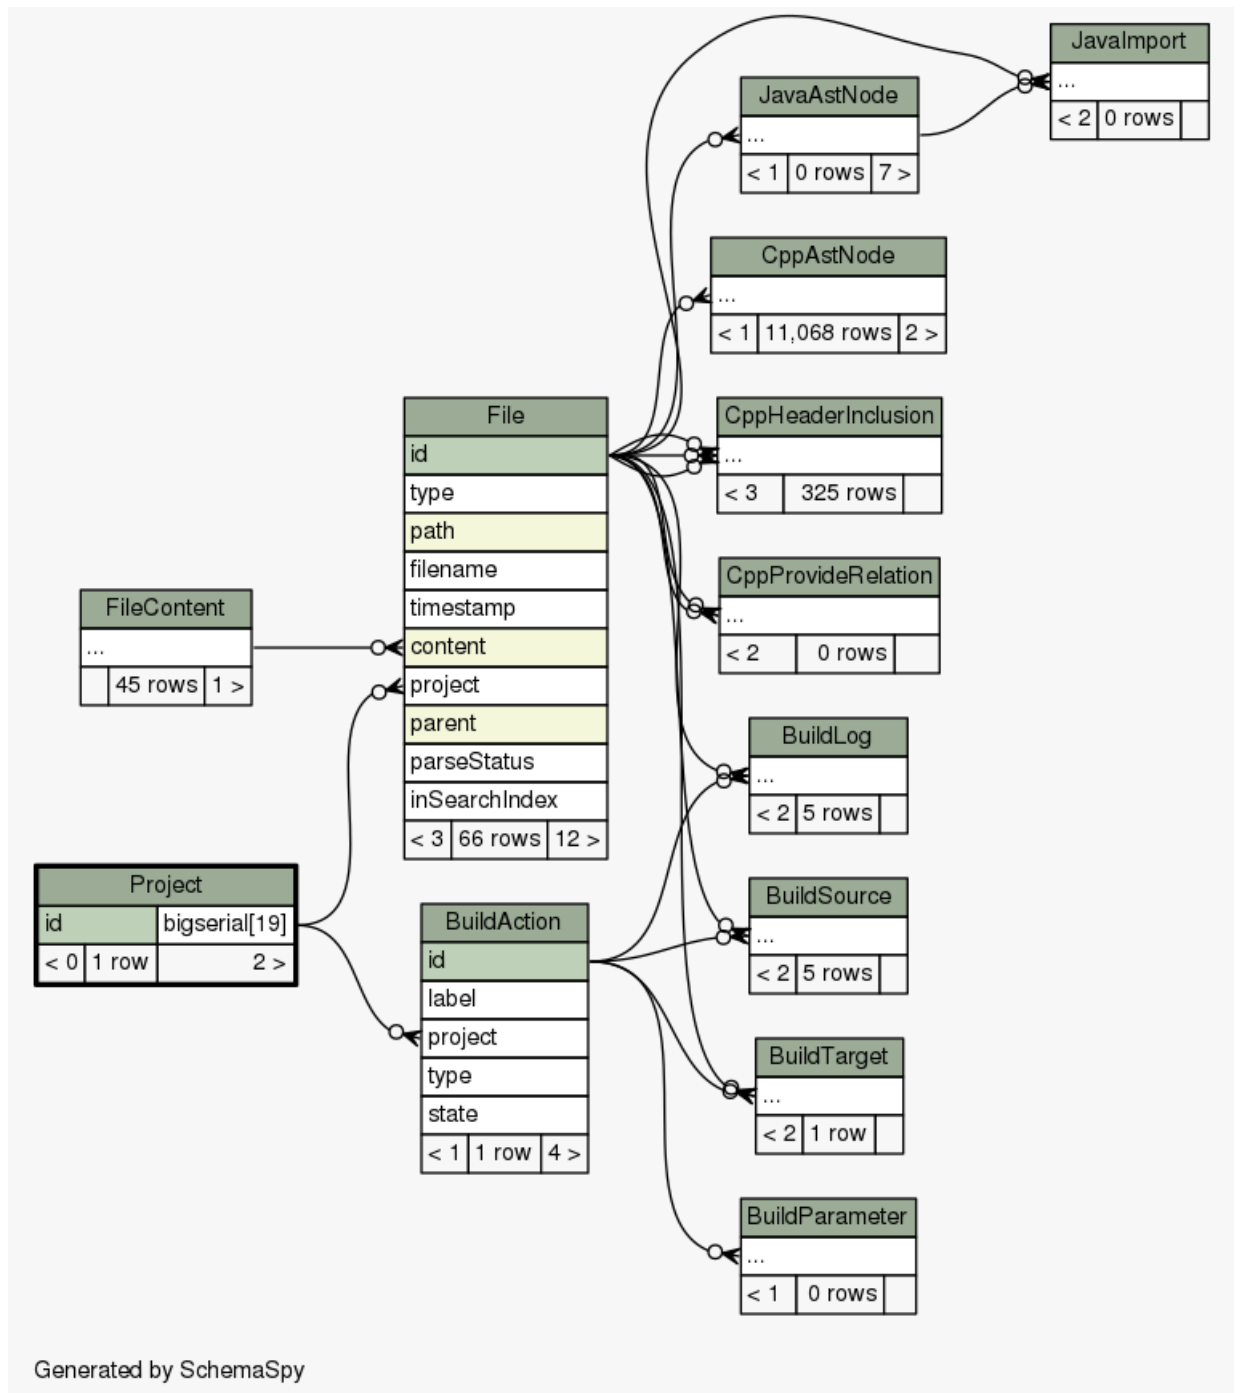 JavaImport
...
< 2 0 rows
JavaAstNode
...
< 1 0 rows 7 >
CppAstNode
...
< 1 11,068 rows 2 >
File
id
type
path
filename
timestamp
content
project
parent
parseStatus
inSearchIndex
< 3 66 rows 12 >
CppHeaderInclusion
...
< 3 325 rows
CppProvideRelation
...
< 2 0 rows
FileContent
...
45 rows 1 >
BuildLog
...
< 2 5 rows
Project
id bigserial[19]
< 0 1 row 2 >
BuildAction
id
label
project
type
state
< 1 1 row 4 >
BuildSource
...
< 2 5 rows
BuildTarget
...
< 2 1 row
BuildParameter
...
< 1 0 rows
Generated by SchemaSpy